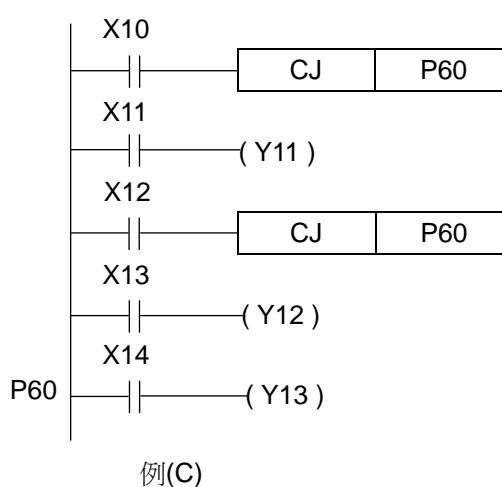 X10
CJ P60
X11
( Y11 )
X12
CJ P60
X13
( Y12 )
X14
P60 ( Y13 )
例(C)